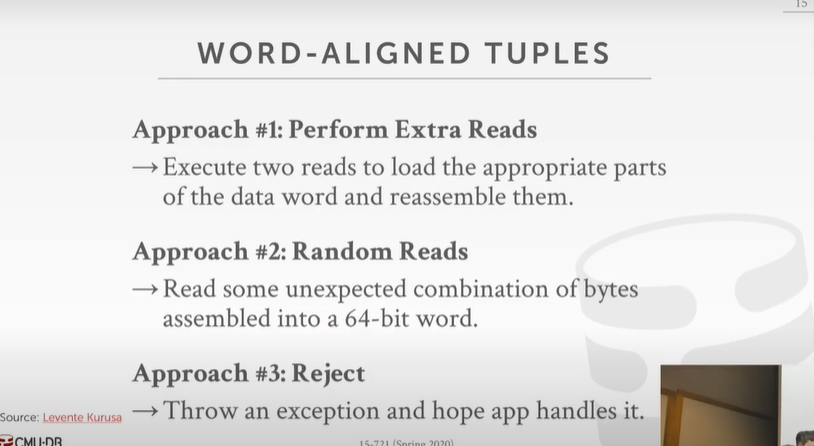 15
WORD-ALIGNED TUPLES
Approach #1: Perform Extra Reads
→ Execute two reads to load the appropriate parts
of the data word and reassemble them.
Approach #2: Random Reads
→ Read some unexpected combination of bytes
assembled into a 64-bit word.
Approach #3: Reject
→ Throw an exception and hope app handles it.
Source: Levente Kurusa
CMU·DB
15-721 (Spring 2020)